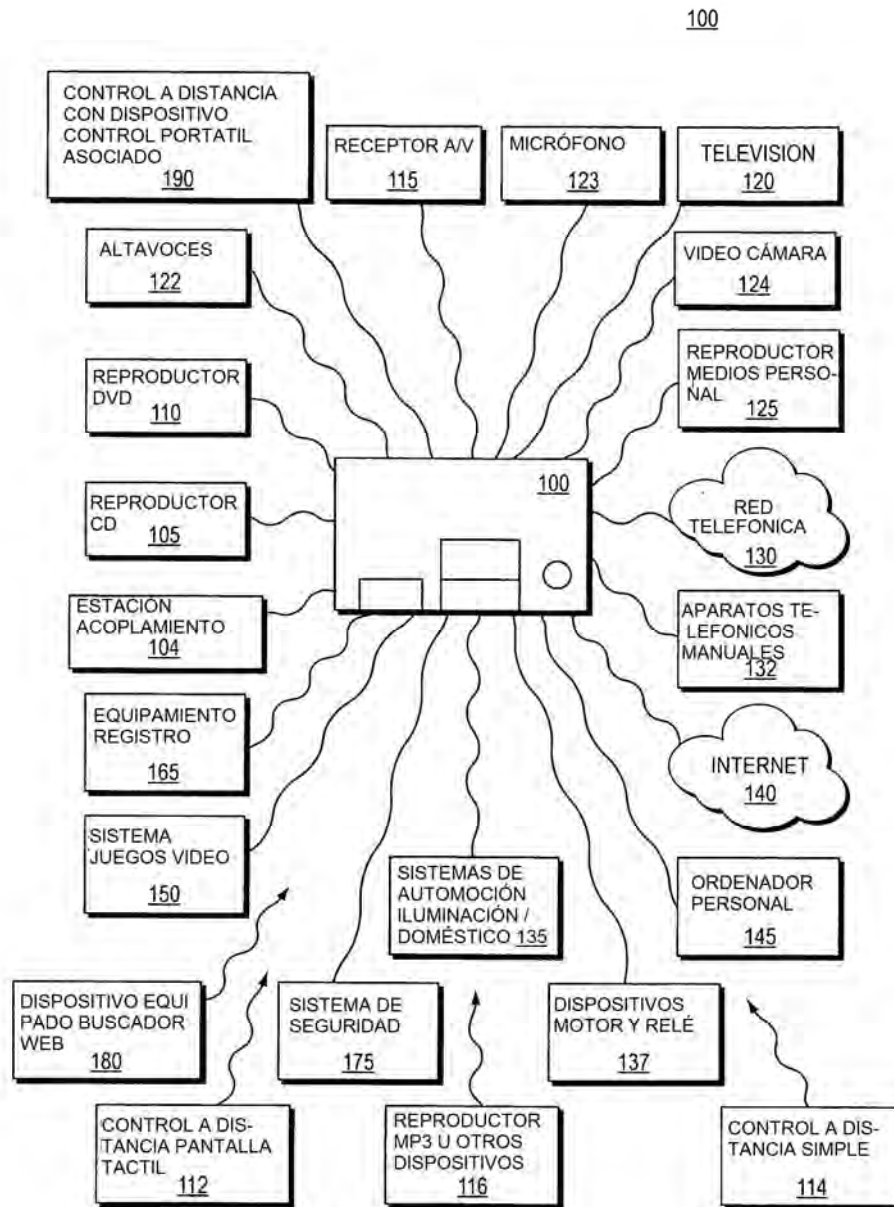 100
CONTROL A DISTANCIA
CON DISPOSITIVO
CONTROL PORTATIL
ASOCIADO
190
RECEPTOR A/V
115
MICRÓFONO
123
TELEVISION
120
ALTAVOCES
122
VIDEO CÁMARA
124
REPRODUCTOR
DVD
110
REPRODUCTOR
MEDIOS PERSO-
NAL
125
100
REPRODUCTOR
CD
105
RED
TELEFONICA
130
ESTACIÓN
ACOPLAMIENTO
104
APARATOS TE-
LEFONICOS
MANUALES
132
EQUIPAMIENTO
REGISTRO
165
INTERNET
140
SISTEMA
JUEGOS VIDEO
150
SISTEMAS DE
AUTOMOCIÓN
ILUMINACIÓN /
DOMÉSTICO 135
ORDENADOR
PERSONAL
145
DISPOSITIVO EQUI
PADO BUSCADOR
WEB
180
SISTEMA DE
SEGURIDAD
175
DISPOSITIVOS
MOTOR Y RELÉ
137
CONTROL A DIS-
TANCIA PANTALLA
TACTIL
112
REPRODUCTOR
MP3 U OTROS
DISPOSITIVOS
116
CONTROL A DIS-
TANCIA SIMPLE
114